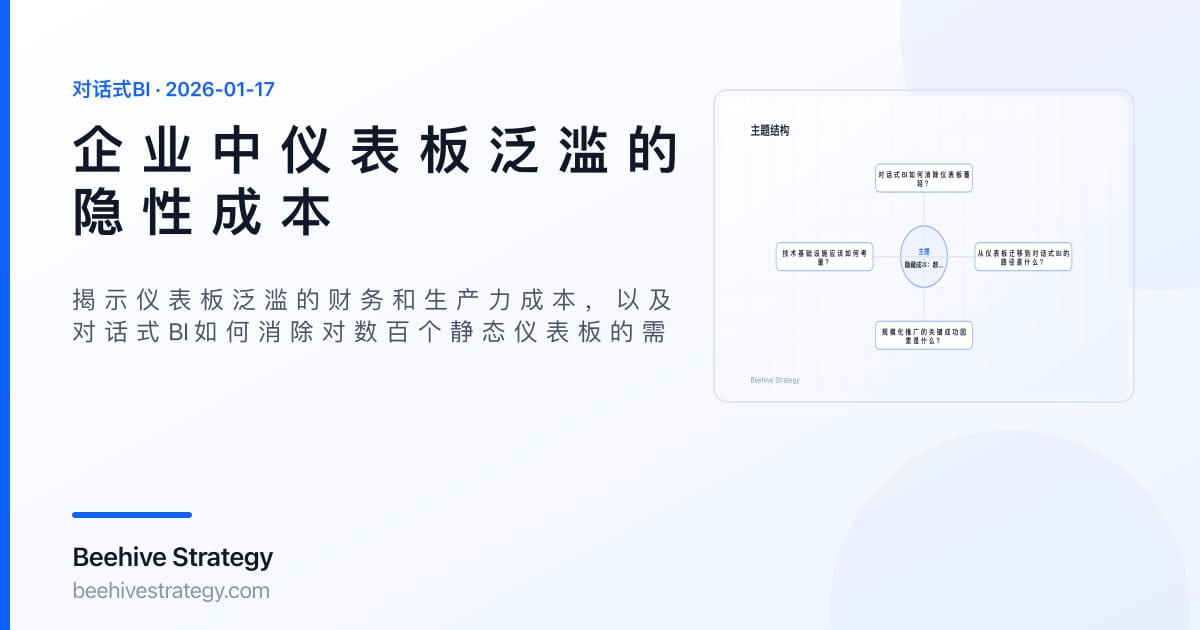 对话式BI · 2026-01-17
企业中仪表板泛滥的
隐性成本
揭示仪表板泛滥的财务和生产力成本，以及
对话式BI如何消除对数百个静态仪表板的需
主题结构
对话式BI如何消除仪表板蔓
延？
技术基础设施应该如何考
量？
主题
隐藏成本：数...
从仪表板迁移到对话式BI的
路径是什么？
规模化推广的关键成功因
素是什么？
Beehive Strategy
Beehive Strategy
beehivestrategy.com